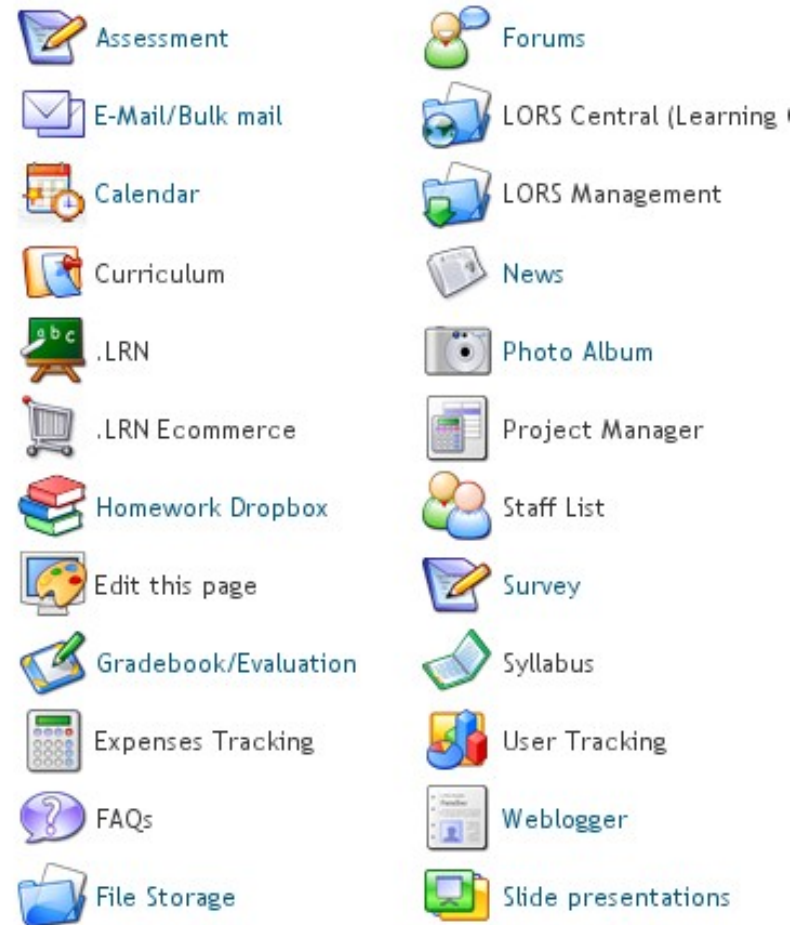 Assessment
E-Mail/Bulk mail
Calendar
Curriculum
.LRN
.LRN Ecommerce
Homework Dropbox
Edit this page
Gradebook/Evaluation
Expenses Tracking
FAQs
File Storage
Forums
LORS Central (Learning
LORS Management
News
Photo Album
Project Manager
Staff List
Survey
Syllabus
User Tracking
Weblogger
Slide presentations